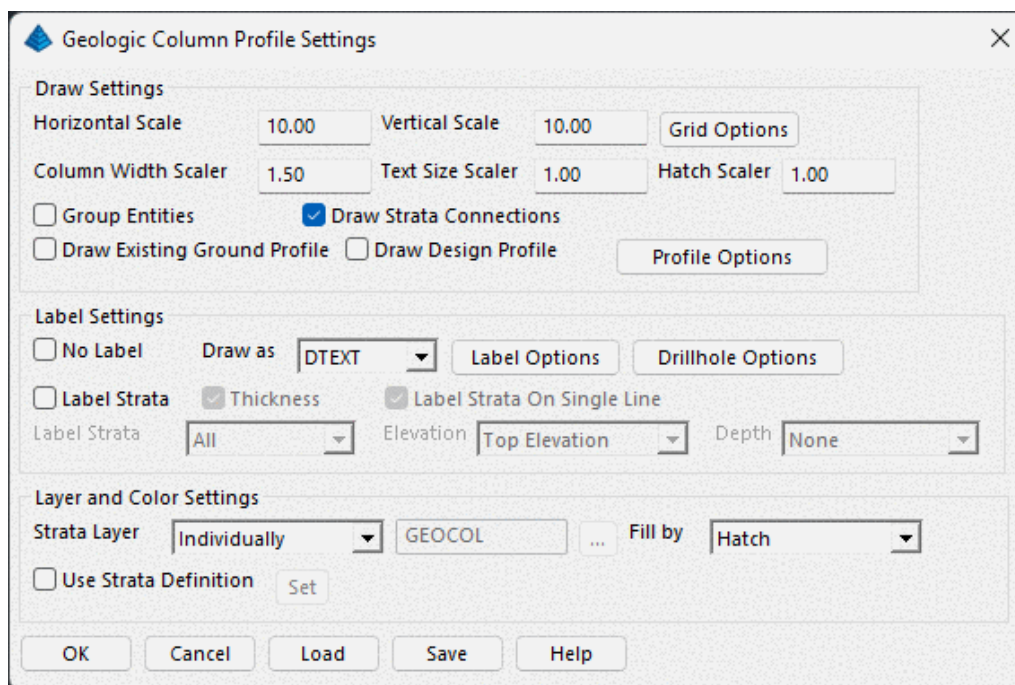 Geologic Column Profile Settings
Draw Settings
Horizontal Scale 10.00 Vertical Scale 10.00 Grid Options
Column Width Scaler 1.50 Text Size Scaler 1.00 Hatch Scaler 1.00
Group Entities Draw Strata Connections
Draw Existing Ground Profile Draw Design Profile Profile Options
Label Settings
No Label Draw as DTEXT Label Options Drillhole Options
Label Strata Thickness Label Strata On Single Line
Label Strata All Elevation Top Elevation Depth None
Layer and Color Settings
Strata Layer Individually GEOCOL ... Fill by Hatch
Use Strata Definition Set
OK Cancel Load Save Help